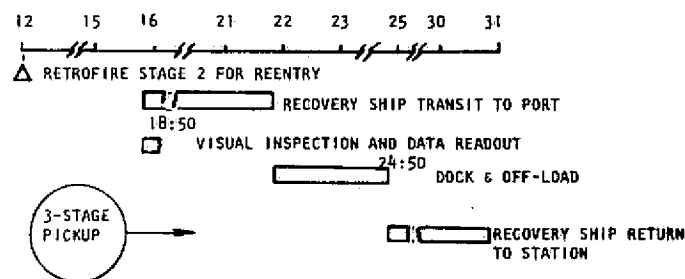 12 15 16 21 22 23 25 30 31
RETROFIRE STAGE 2 FOR REENTRY
RECOVERY SHIP TRANSIT TO PORT
18:50
VISUAL INSPECTION AND DATA READOUT
24:50
DOCK & OFF-LOAD
3-STAGE
PICKUP
RECOVERY SHIP RETURN
TO STATION